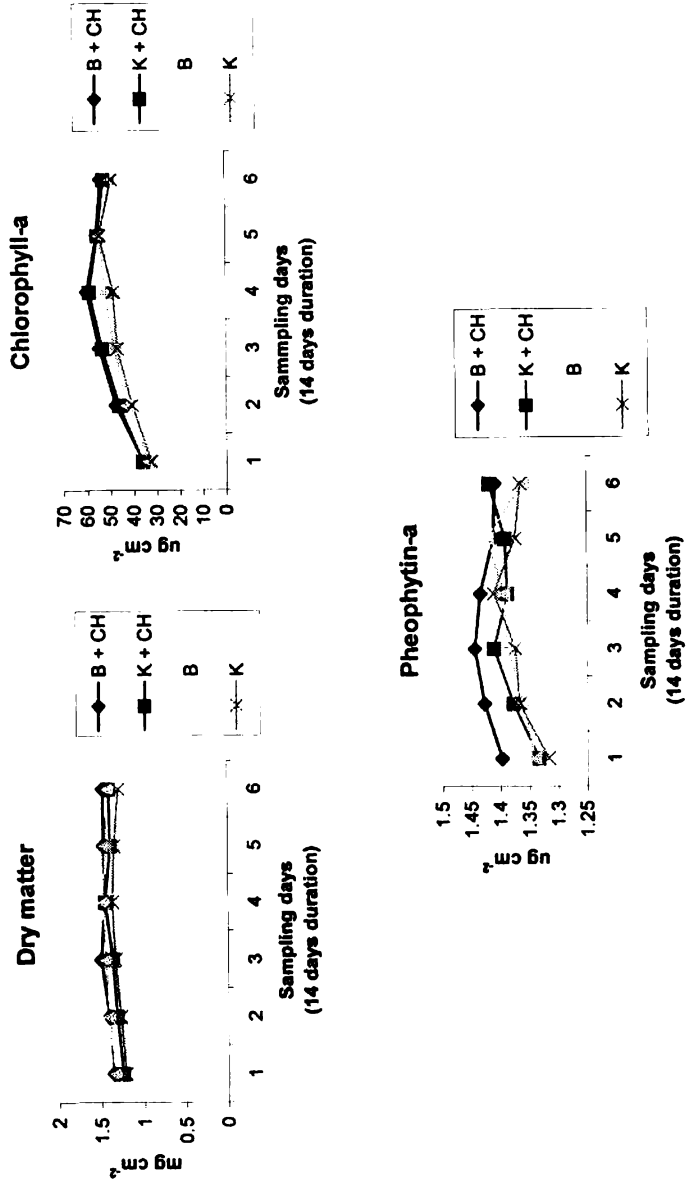 Dry matter
mg cm⁻²
2
1.5
1
0.5
0
1 2 3 4 5 6
Sampling days
(14 days duration)
B + CH
K + CH
B
K
Chlorophyll-a
ug cm⁻²
70
60
50
40
30
20
10
0
1 2 3 4 5 6
Sammpling days
(14 days duration)
B + CH
K + CH
B
K
Pheophytin-a
ug cm⁻²
1.5
1.45
1.4
1.35
1.3
1.25
1 2 3 4 5 6
Sampling days
(14 days duration)
B + CH
K + CH
B
K